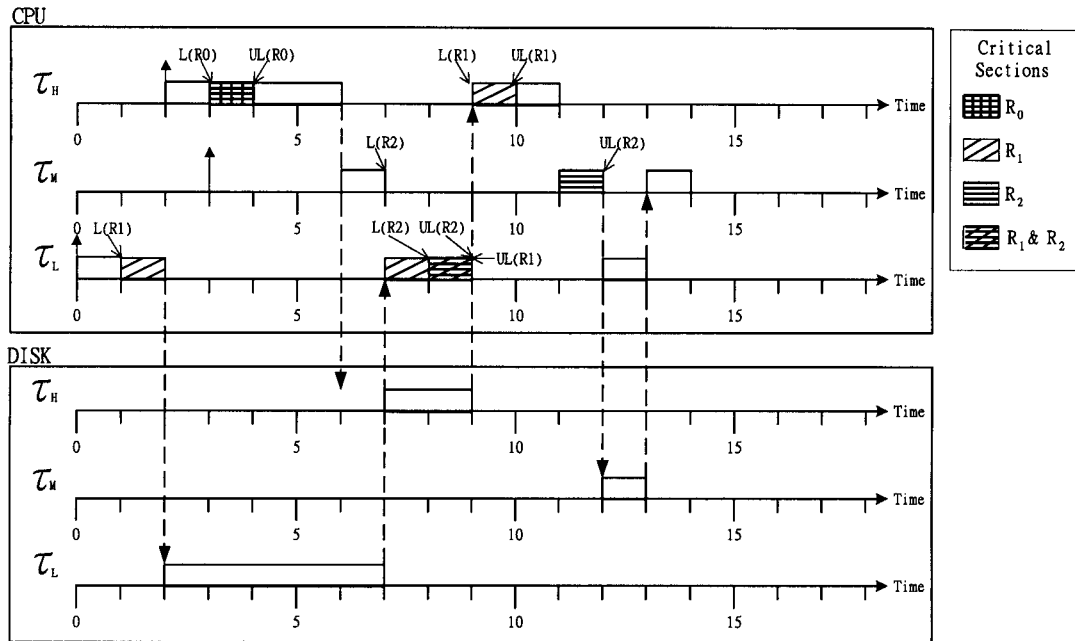 CPU
L(R0) UL(R0) L(R1) UL(R1)
τH
Time
0 5 10 15
L(R2) UL(R2)
τM
Time
0 5 10 15
L(R1) L(R2) UL(R2)
τL
UL(R1)
Time
0 5 10 15
Critical
Sections
R0
R1
R2
R1 & R2
DISK
τH
Time
0 5 10 15
τM
Time
0 5 10 15
τL
Time
0 5 10 15